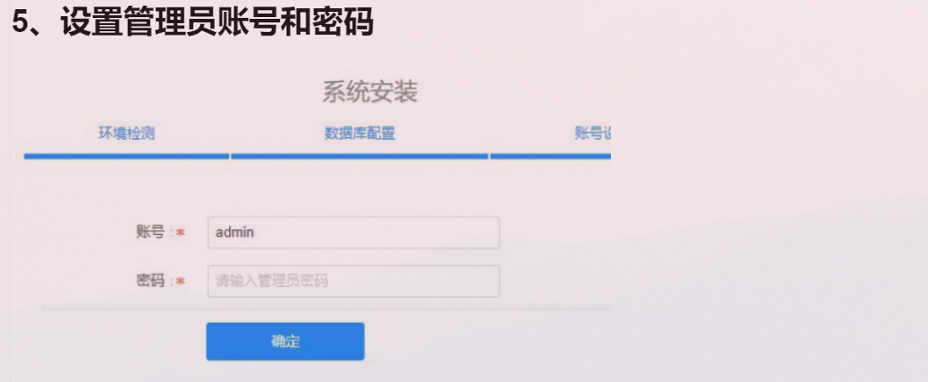 5、设置管理员账号和密码
系统安装
环境检测 数据库配置 账号
账号:*
admin
密码:*
请输入管理员密码
确定